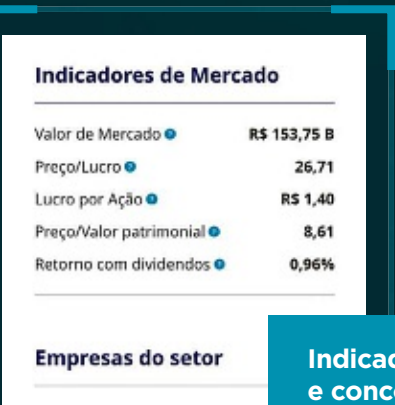 Indicadores de Mercado
Valor de Mercado R$ 153,75 B
Preço/Lucro 26,71
Lucro por Ação R$ 1,40
Preço/Valor patrimonial 8,61
Retorno com dividendos 0,96%
Empresas do setor
Indicad
e conc